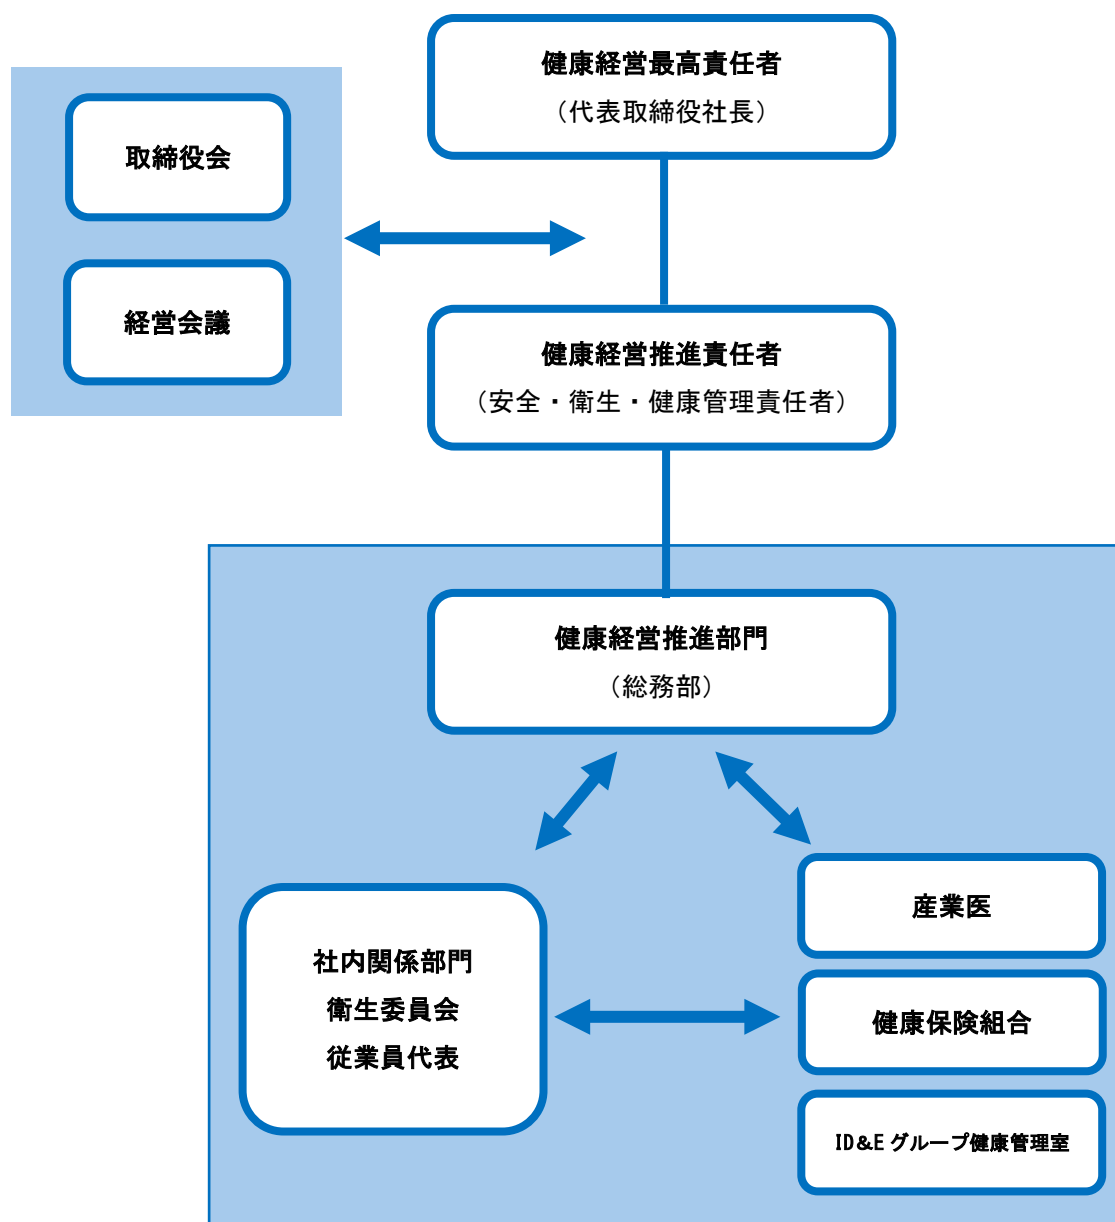 健康経営最高責任者
（代表取締役社長）
取締役会
経営会議
健康経営推進責任者
（安全・衛生・健康管理責任者）
健康経営推進部門
（総務部）
社内関係部門
衛生委員会
従業員代表
産業医
健康保険組合
ID&E グループ健康管理室